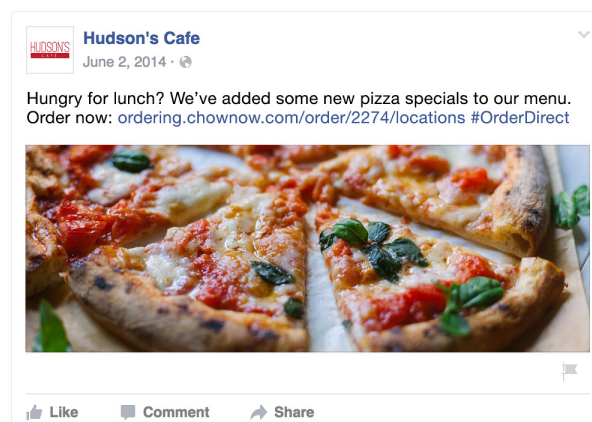 HUDSON'S
CAFE
Hudson's Cafe
June 2, 2014 ·
Hungry for lunch? We've added some new pizza specials to our menu.
Order now: ordering.chownow.com/order/2274/locations #OrderDirect
Like Comment Share